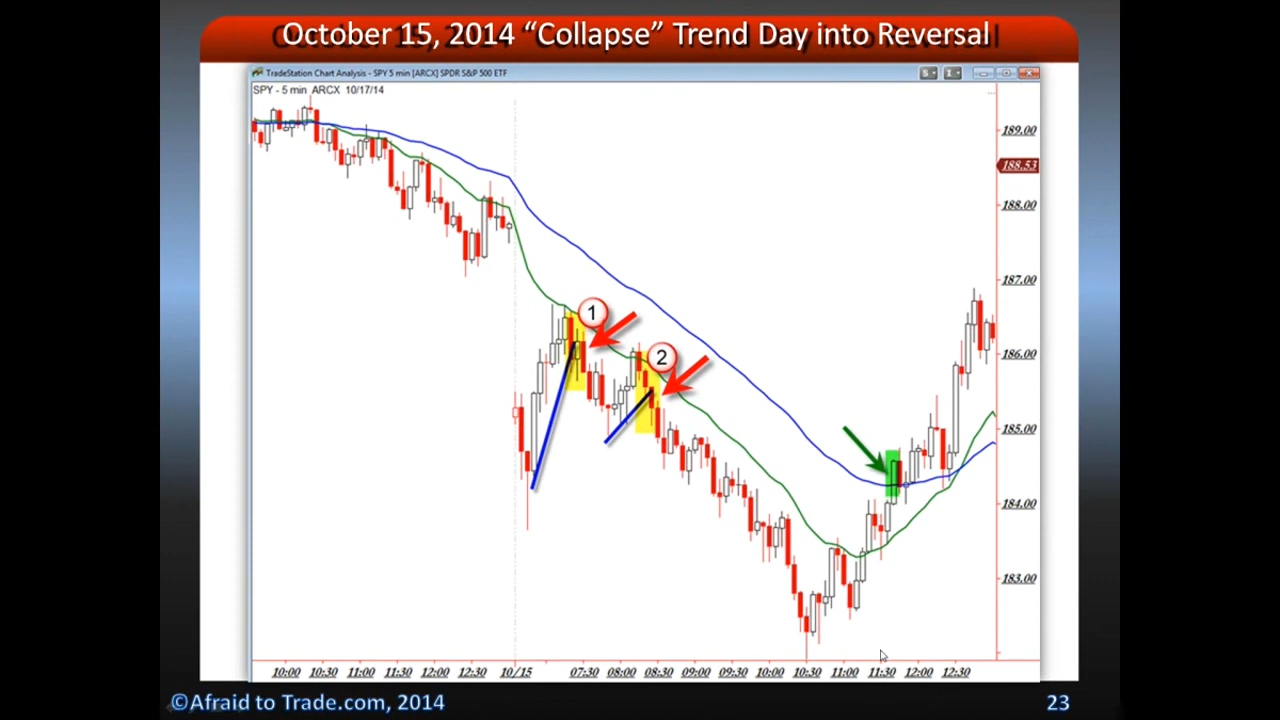 October 15, 2014 “Collapse” Trend Day into Reversal
TradeStation Chart Analysis - SPY 5 min [ARCX] SPDR S&P 500 ETF
SPY - 5 min ARCX 10/17/14
189.00
188.53
188.00
187.00
1
186.00
2
185.00
184.00
183.00
10:00 10:30 11:00 11:30 12:00 12:30 10/15 07:30 08:00 08:30 09:00 09:30 10:00 10:30 11:00 11:30 12:00 12:30
©Afraid to Trade.com, 2014
23